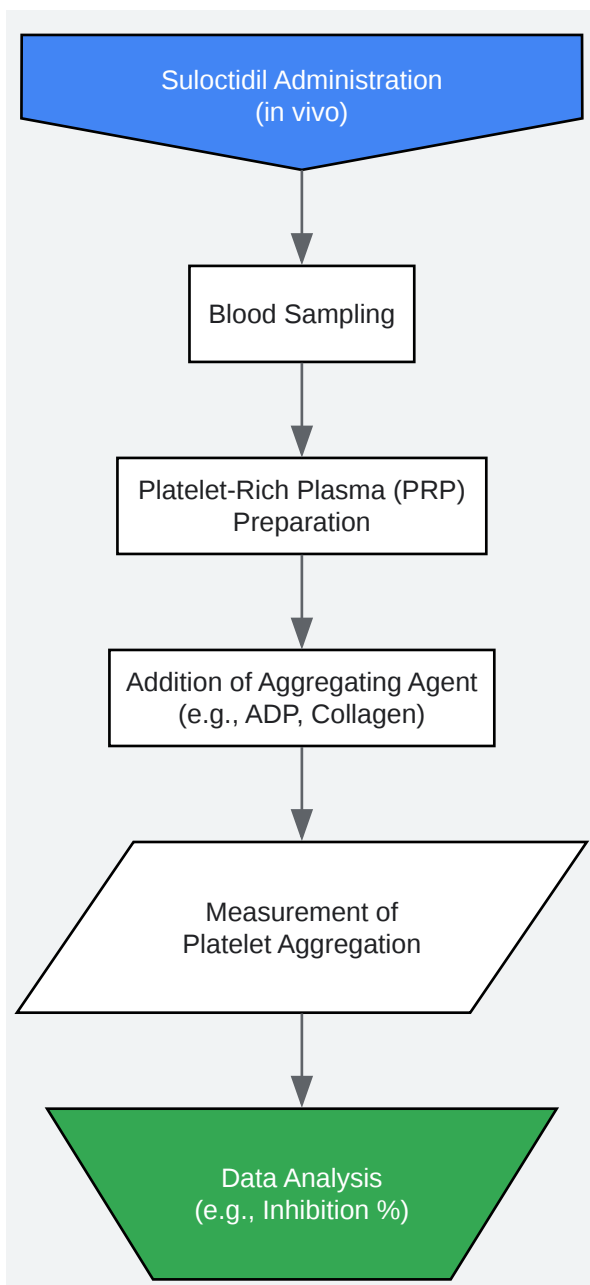 Suloctidil Administration
(in vivo)
Blood Sampling
Platelet-Rich Plasma (PRP)
Preparation
Addition of Aggregating Agent
(e.g., ADP, Collagen)
Measurement of
Platelet Aggregation
Data Analysis
(e.g., Inhibition %)